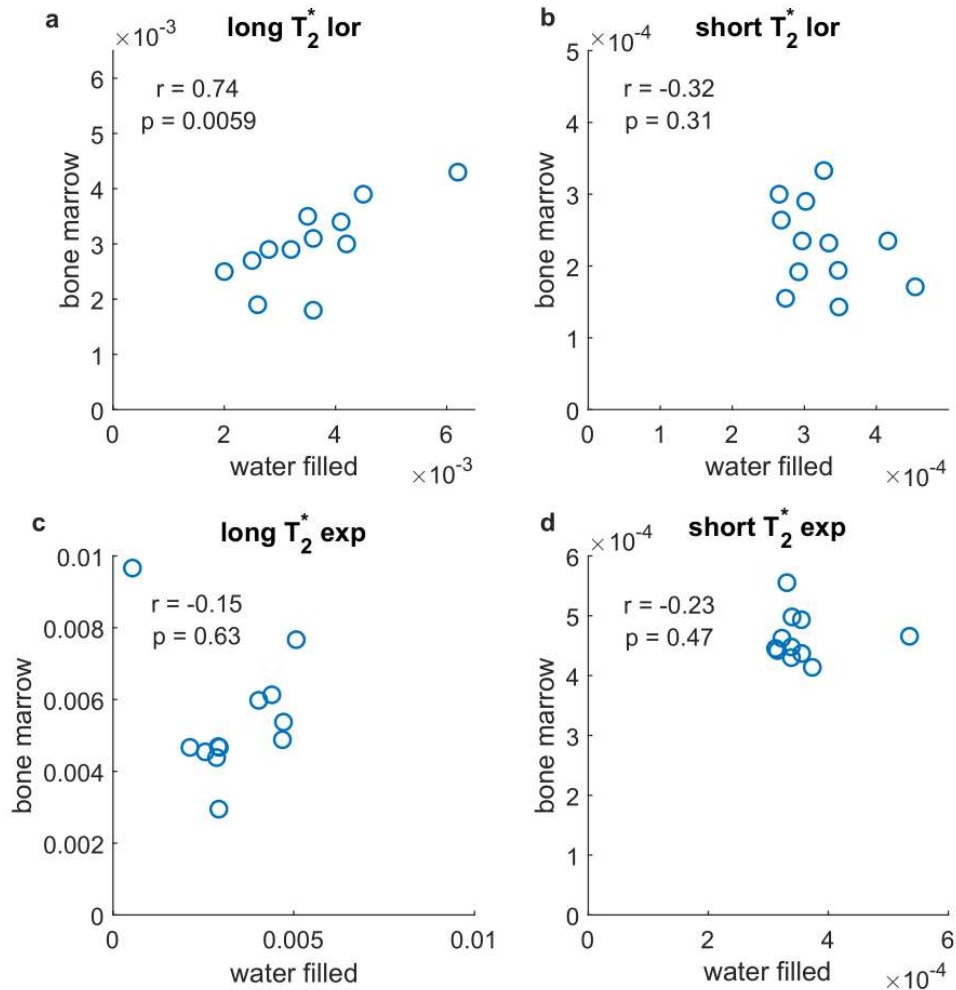 a
long T₂* lor
×10⁻³
r = 0.74
p = 0.0059
bone marrow
6
5
4
3
2
1
0
0 2 4 6
water filled
×10⁻³
b
short T₂* lor
×10⁻⁴
r = -0.32
p = 0.31
bone marrow
5
4
3
2
1
0
0 1 2 3 4
water filled
×10⁻⁴
c
long T₂* exp
r = -0.15
p = 0.63
bone marrow
0.01
0.008
0.006
0.004
0.002
0
0 0.005 0.01
water filled
d
short T₂* exp
×10⁻⁴
r = -0.23
p = 0.47
bone marrow
6
5
4
3
2
1
0
0 2 4 6
water filled
×10⁻⁴